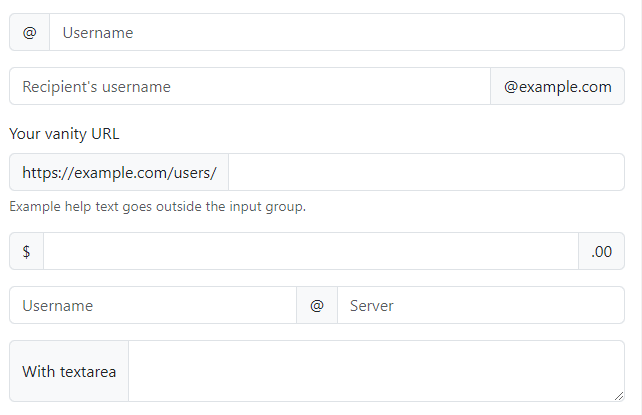 @ Username
Recipient's username @example.com
Your vanity URL
https://example.com/users/
Example help text goes outside the input group.
$ .00
Username @ Server
With textarea